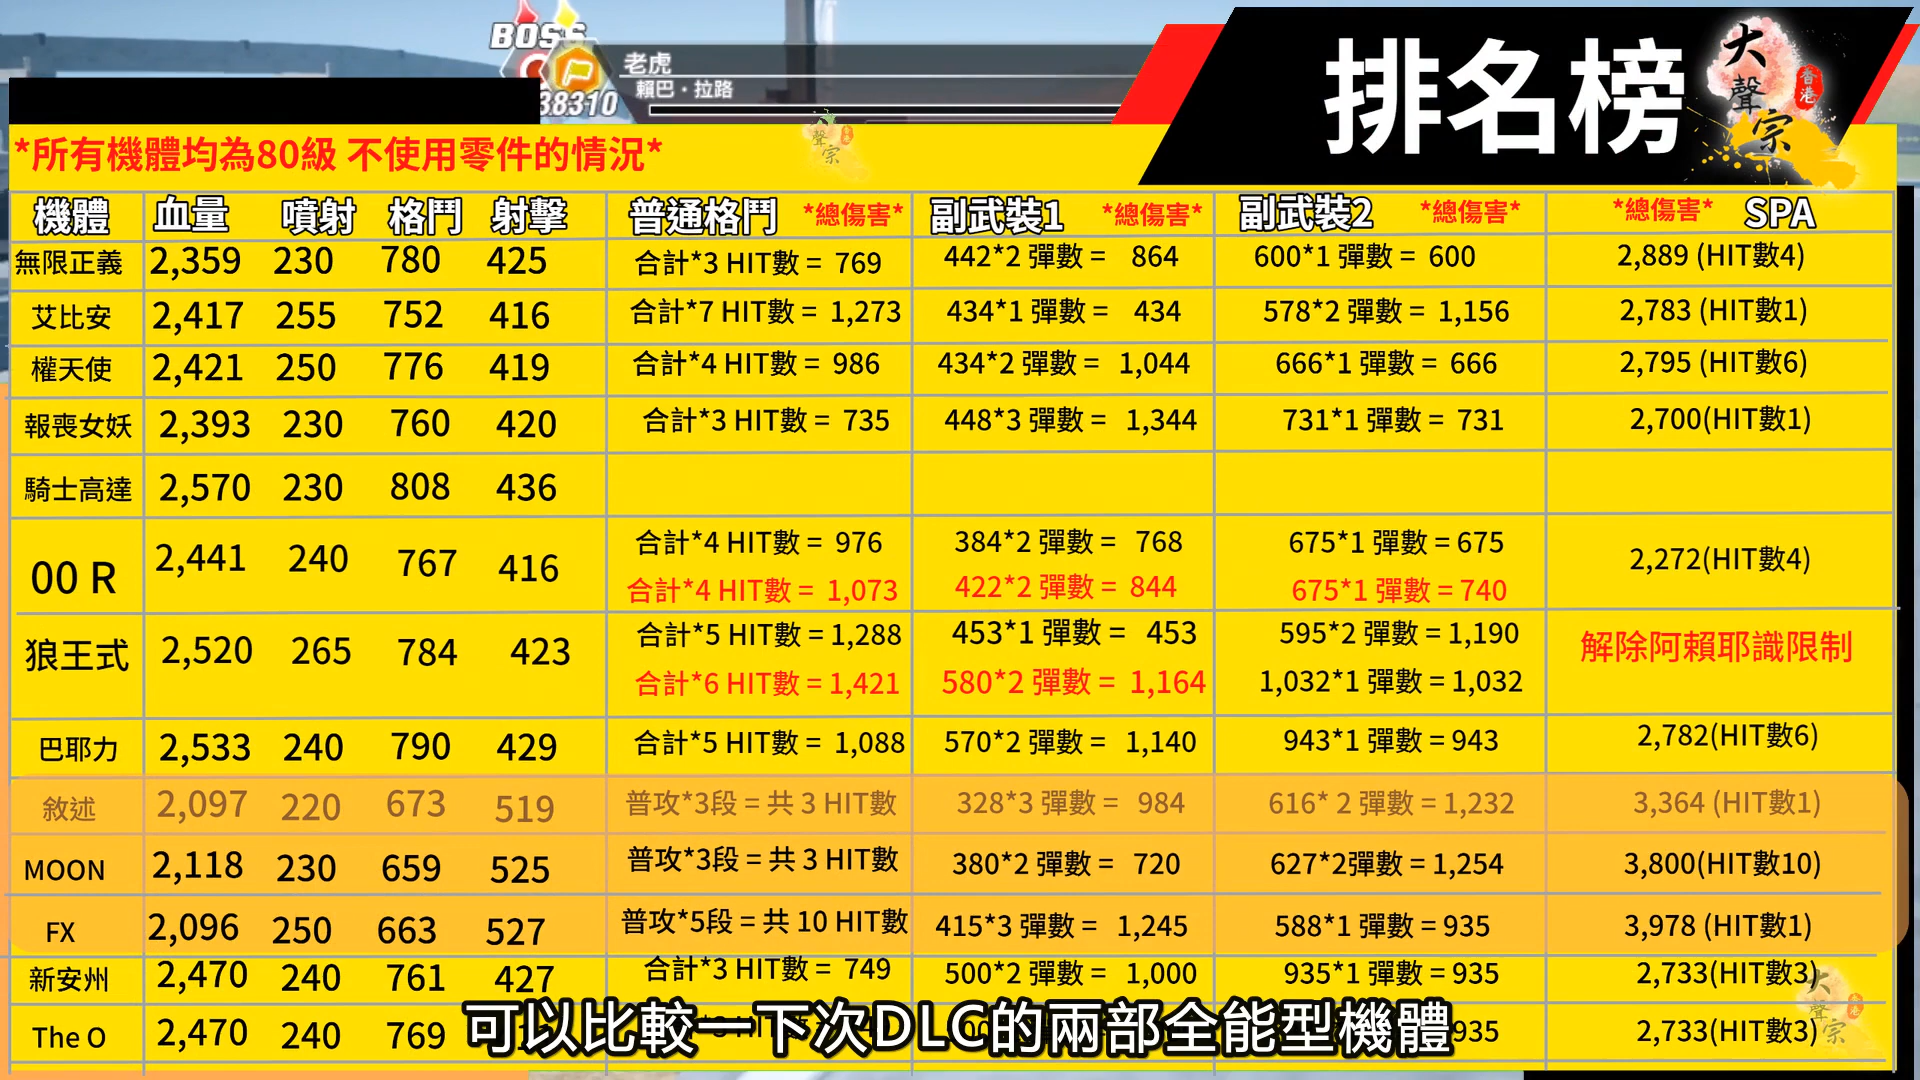 BOSS
老虎
賴巴·拉路
38310
排名榜
大聲宗
香港
*所有機體均為80級 不使用零件的情況*
機體 血量 噴射 格鬥 射擊 普通格鬥 *總傷害* 副武裝1 *總傷害* 副武裝2 *總傷害* *總傷害* SPA
無限正義 2,359 230 780 425 合計*3 HIT數 = 769 442*2 彈數 = 864 600*1 彈數 = 600 2,889 (HIT數4)
艾比安 2,417 255 752 416 合計*7 HIT數 = 1,273 434*1 彈數 = 434 578*2 彈數 = 1,156 2,783 (HIT數1)
權天使 2,421 250 776 419 合計*4 HIT數 = 986 434*2 彈數 = 1,044 666*1 彈數 = 666 2,795 (HIT數6)
報喪女妖 2,393 230 760 420 合計*3 HIT數 = 735 448*3 彈數 = 1,344 731*1 彈數 = 731 2,700(HIT數1)
騎士高達 2,570 230 808 436
00 R 2,441 240 767 416 合計*4 HIT數 = 976 384*2 彈數 = 768 675*1 彈數 = 675 2,272(HIT數4)
合計*4 HIT數 = 1,073 422*2 彈數 = 844 675*1 彈數 = 740
狼王式 2,520 265 784 423 合計*5 HIT數 = 1,288 453*1 彈數 = 453 595*2 彈數 = 1,190 解除阿賴耶識限制
合計*6 HIT數 = 1,421 580*2 彈數 = 1,164 1,032*1 彈數 = 1,032
巴耶力 2,533 240 790 429 合計*5 HIT數 = 1,088 570*2 彈數 = 1,140 943*1 彈數 = 943 2,782(HIT數6)
敘述 2,097 220 673 519 普攻*3段 = 共 3 HIT數 328*3 彈數 = 984 616* 2 彈數 = 1,232 3,364 (HIT數1)
MOON 2,118 230 659 525 普攻*3段 = 共 3 HIT數 380*2 彈數 = 720 627*2彈數 = 1,254 3,800(HIT數10)
FX 2,096 250 663 527 普攻*5段 = 共 10 HIT數 415*3 彈數 = 1,245 588*1 彈數 = 935 3,978 (HIT數1)
新安州 2,470 240 761 427 合計*3 HIT數 = 749 500*2 彈數 = 1,000 935*1 彈數 = 935 2,733(HIT數3)
The O 2,470 240 769 935 2,733(HIT數3)
可以比較一下次DLC的兩部全能型機體